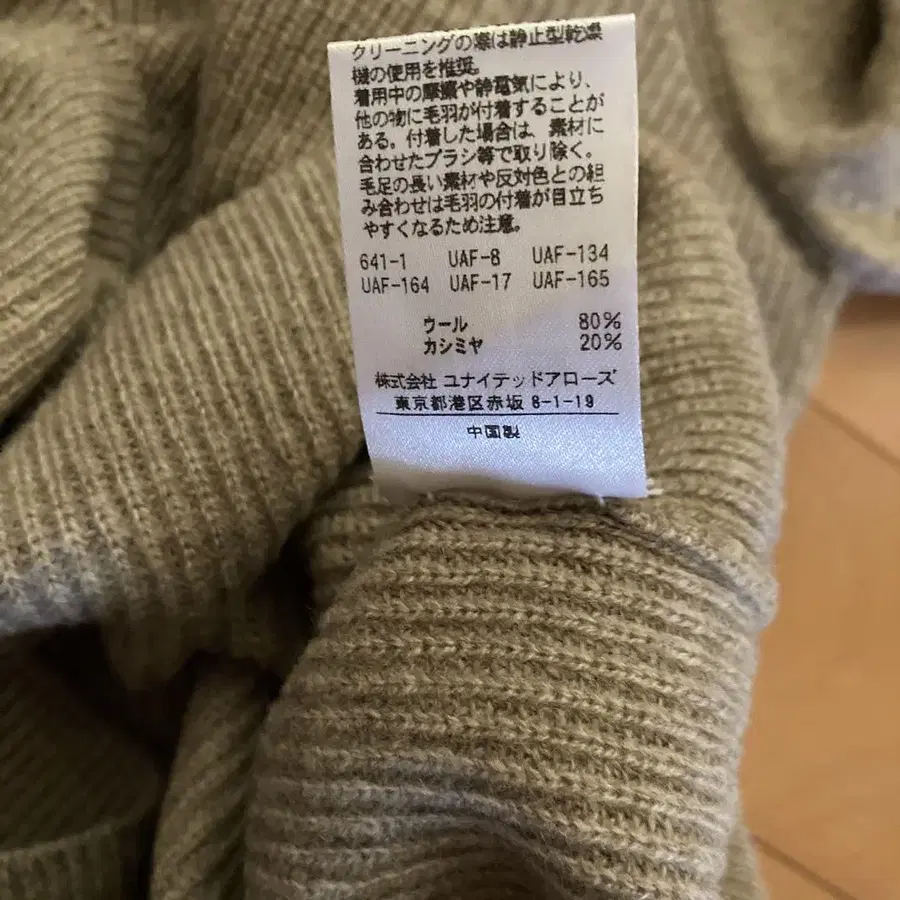 クリーニングの際は静止型乾燥
機の使用を推奨。
着用中の摩擦や静電気により、
他の物に毛羽が付着することが
ある。付着した場合は、素材に
合わせたブラシ等で取り除く。
毛足の長い素材や反対色との組
み合わせは毛羽の付着が目立ち
やすくなるため注意。
641-1 UAF-8 UAF-134
UAF-164 UAF-17 UAF-165
ウール 80%
カシミヤ 20%
株式会社 ユナイテッドアローズ
東京都港区赤坂 8-1-19
中国製